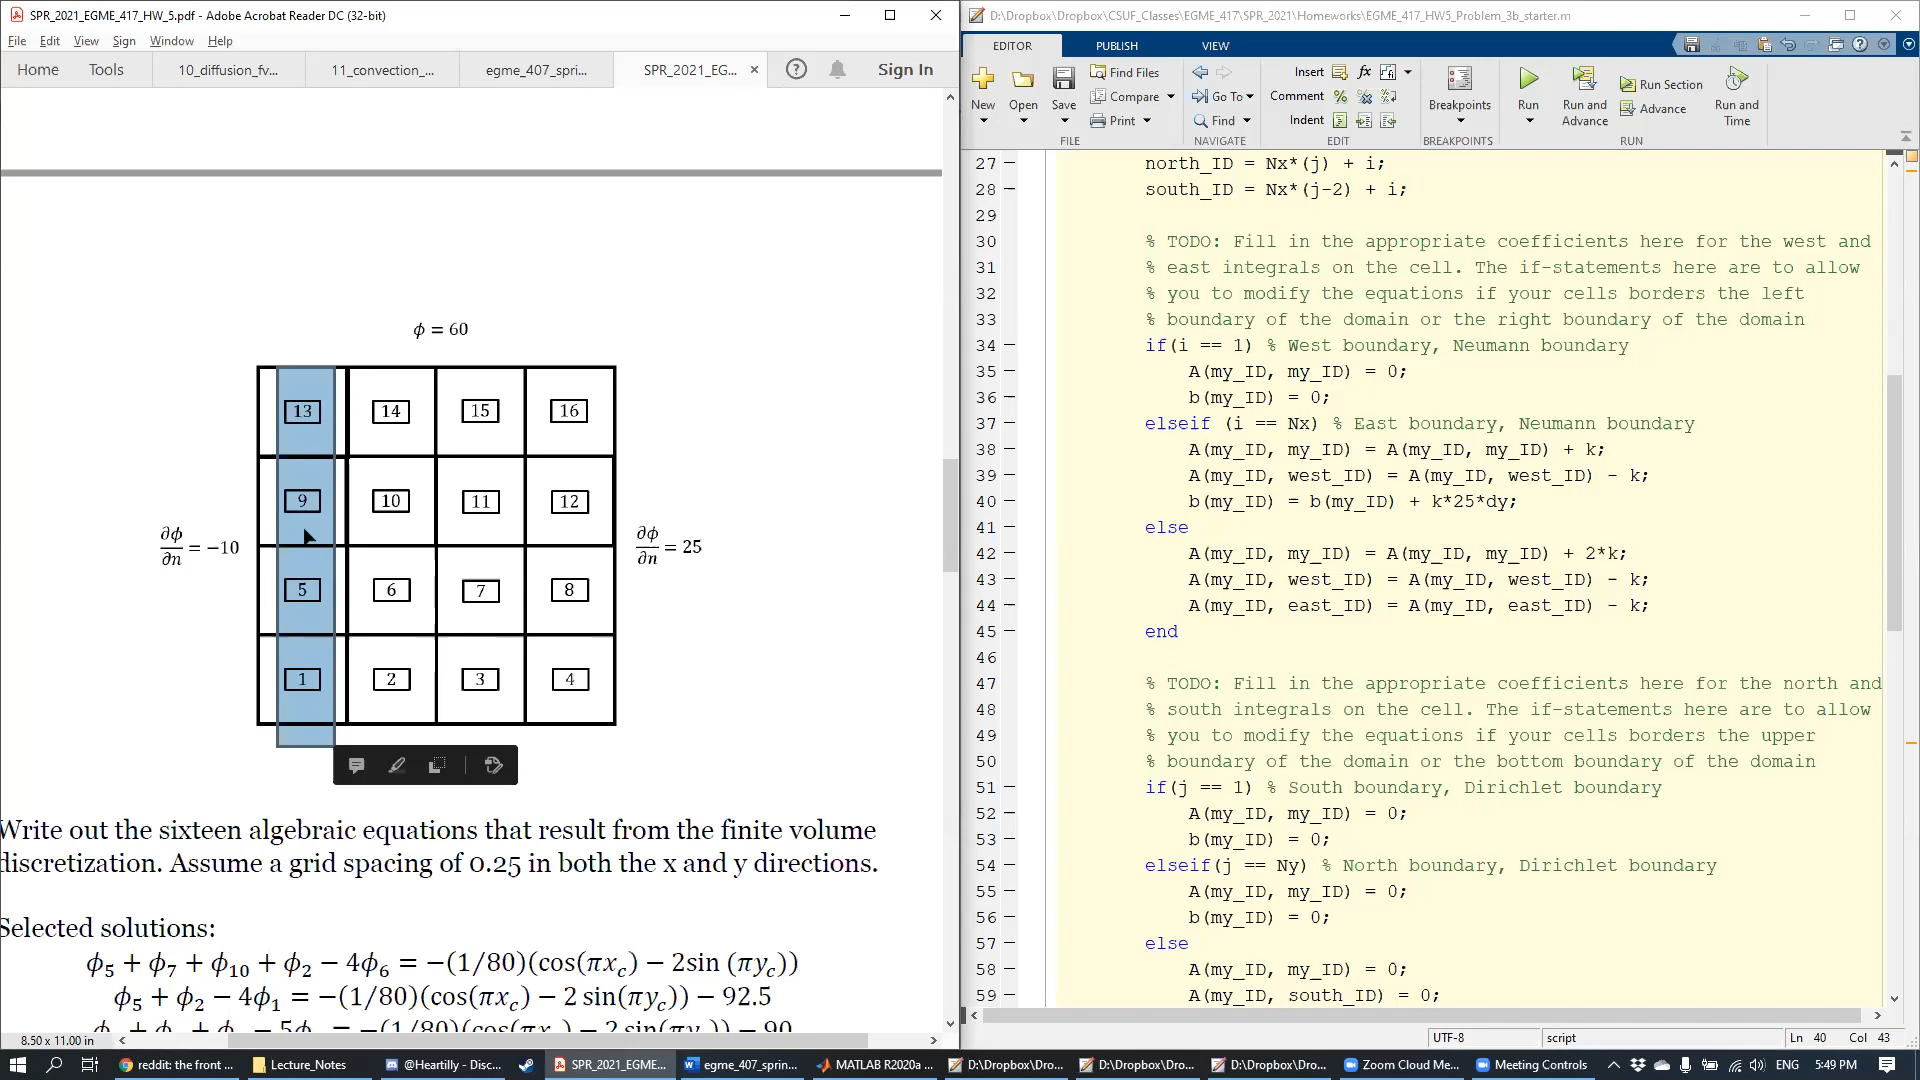 SPR_2021_EGME_417_HW_5.pdf - Adobe Acrobat Reader DC (32-bit)
File Edit View Sign Window Help
Home Tools 10_diffusion_fv... 11_convection_... egme_407_spri... SPR_2021_EG... × ? Sign In
ϕ = 60
13 14 15 16
9 10 11 12
∂ϕ/∂n = −10
∂ϕ/∂n = 25
5 6 7 8
1 2 3 4
Write out the sixteen algebraic equations that result from the finite volume
discretization. Assume a grid spacing of 0.25 in both the x and y directions.
Selected solutions:
ϕ5 + ϕ7 + ϕ10 + ϕ2 − 4ϕ6 = −(1/80)(cos(πxc) − 2sin (πyc))
ϕ5 + ϕ2 − 4ϕ1 = −(1/80)(cos(πxc) − 2 sin(πyc)) − 92.5
8.50 x 11.00 in
D:\Dropbox\Dropbox\CSUF_Classes\EGME_417\SPR_2021\Homeworks\EGME_417_HW5_Problem_3b_starter.m
EDITOR PUBLISH VIEW
New Open Save Find Files Compare Print
Go To Find
Insert fx Comment Indent
Breakpoints Run Run and Advance Run Section Advance Run and Time
FILE NAVIGATE EDIT BREAKPOINTS RUN
27 north_ID = Nx*(j) + i;
28 south_ID = Nx*(j-2) + i;
29
30 % TODO: Fill in the appropriate coefficients here for the west and
31 % east integrals on the cell. The if-statements here are to allow
32 % you to modify the equations if your cells borders the left
33 % boundary of the domain or the right boundary of the domain
34 if(i == 1) % West boundary, Neumann boundary
35 A(my_ID, my_ID) = 0;
36 b(my_ID) = 0;
37 elseif (i == Nx) % East boundary, Neumann boundary
38 A(my_ID, my_ID) = A(my_ID, my_ID) + k;
39 A(my_ID, west_ID) = A(my_ID, west_ID) - k;
40 b(my_ID) = b(my_ID) + k*25*dy;
41 else
42 A(my_ID, my_ID) = A(my_ID, my_ID) + 2*k;
43 A(my_ID, west_ID) = A(my_ID, west_ID) - k;
44 A(my_ID, east_ID) = A(my_ID, east_ID) - k;
45 end
46
47 % TODO: Fill in the appropriate coefficients here for the north and
48 % south integrals on the cell. The if-statements here are to allow
49 % you to modify the equations if your cells borders the upper
50 % boundary of the domain or the bottom boundary of the domain
51 if(j == 1) % South boundary, Dirichlet boundary
52 A(my_ID, my_ID) = 0;
53 b(my_ID) = 0;
54 elseif(j == Ny) % North boundary, Dirichlet boundary
55 A(my_ID, my_ID) = 0;
56 b(my_ID) = 0;
57 else
58 A(my_ID, my_ID) = 0;
59 A(my_ID, south_ID) = 0;
UTF-8 script Ln 40 Col 43
reddit: the front ... Lecture_Notes @Heartilly - Disc... SPR_2021_EGME... egme_407_sprin... MATLAB R2020a ... D:\Dropbox\Dro... D:\Dropbox\Dro... D:\Dropbox\Dro... Zoom Cloud Me... Meeting Controls ENG 5:49 PM